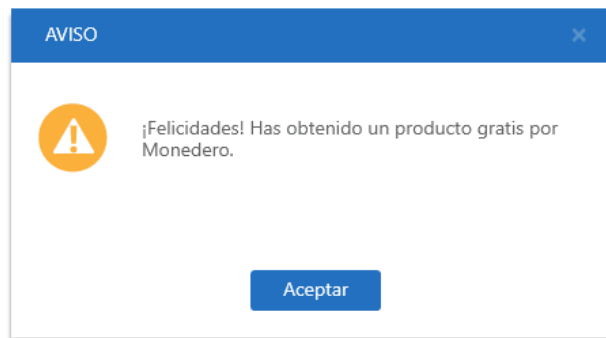 AVISO
¡Felicidades! Has obtenido un producto gratis por
Monedero.
Aceptar